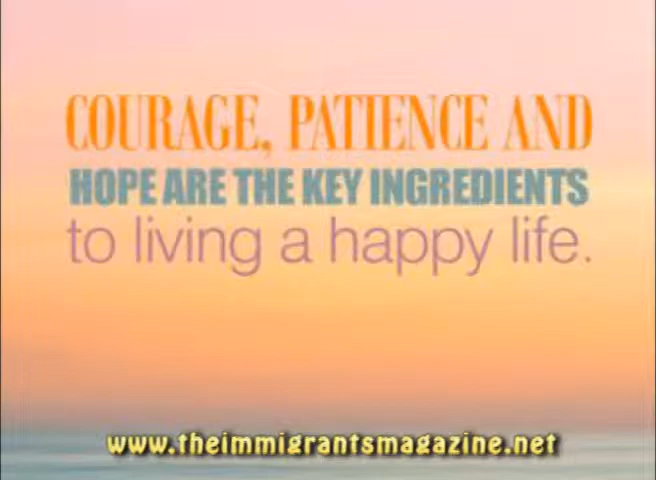 COURAGE, PATIENCE AND
HOPE ARE THE KEY INGREDIENTS
to living a happy life.
www.theimmigrantsmagazine.net